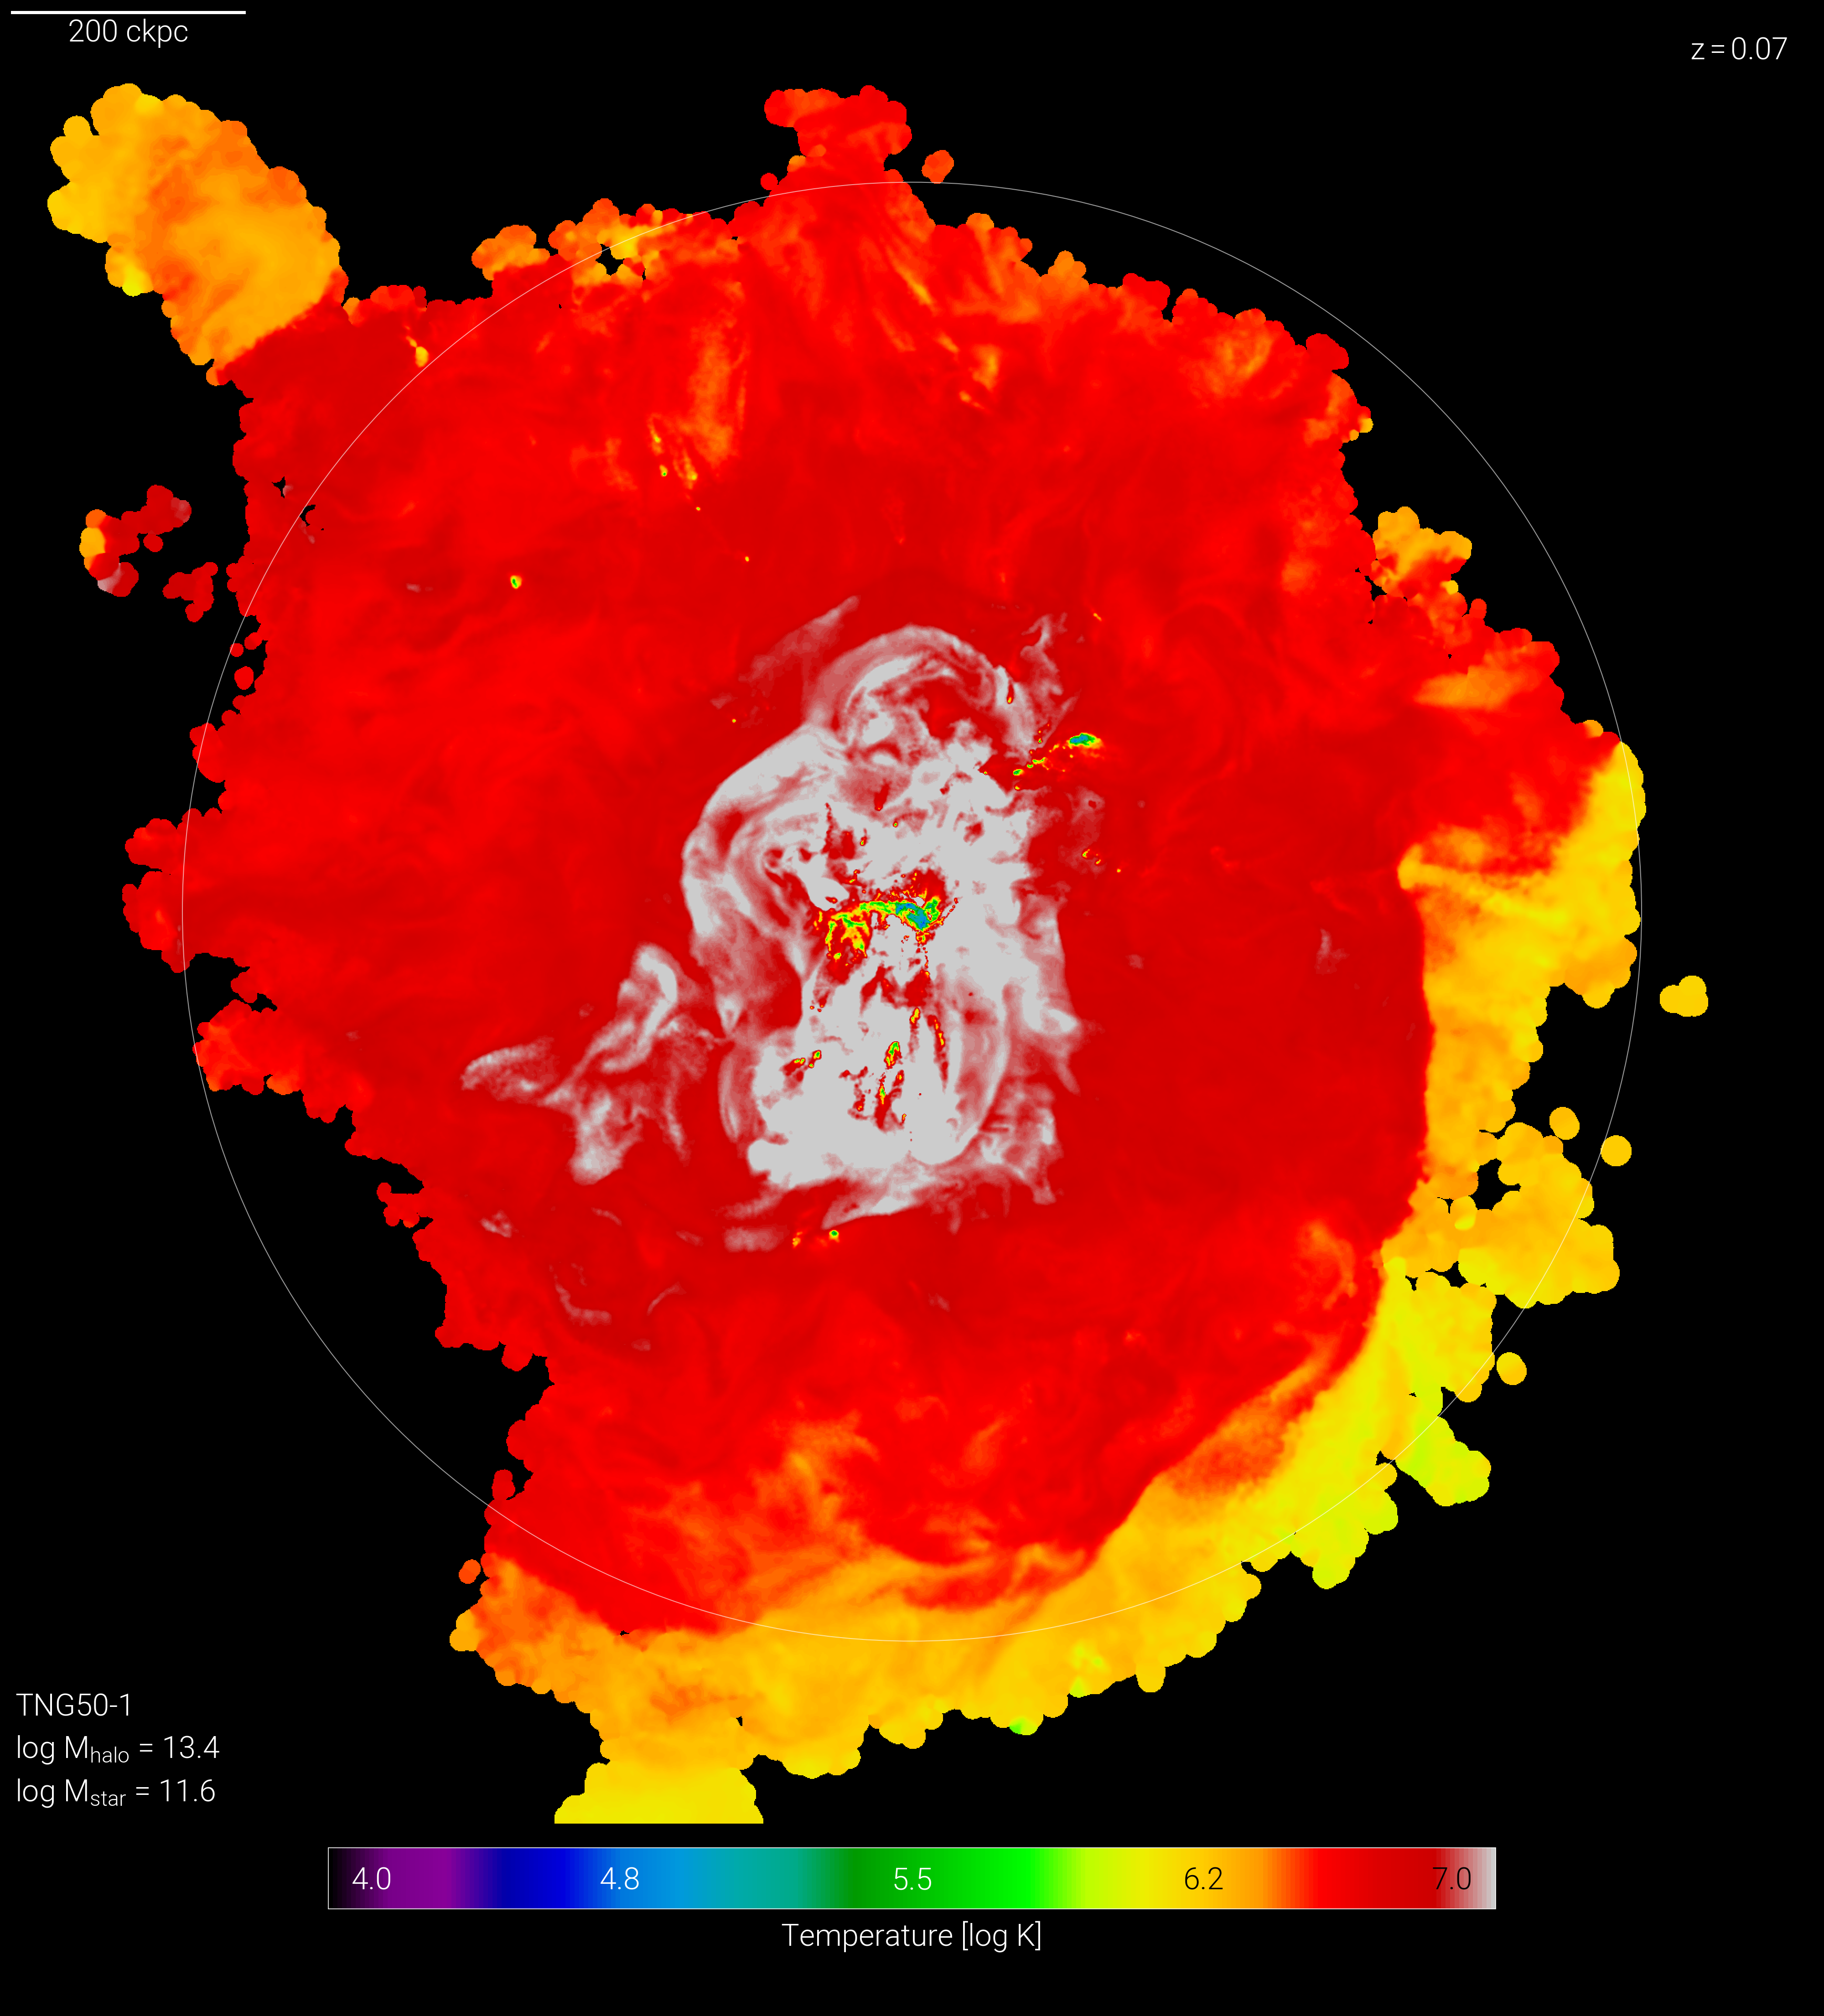 200 ckpc
z = 0.07
TNG50-1
log Mhalo = 13.4
log Mstar = 11.6
4.0 4.8 5.5 6.2 7.0
Temperature [log K]